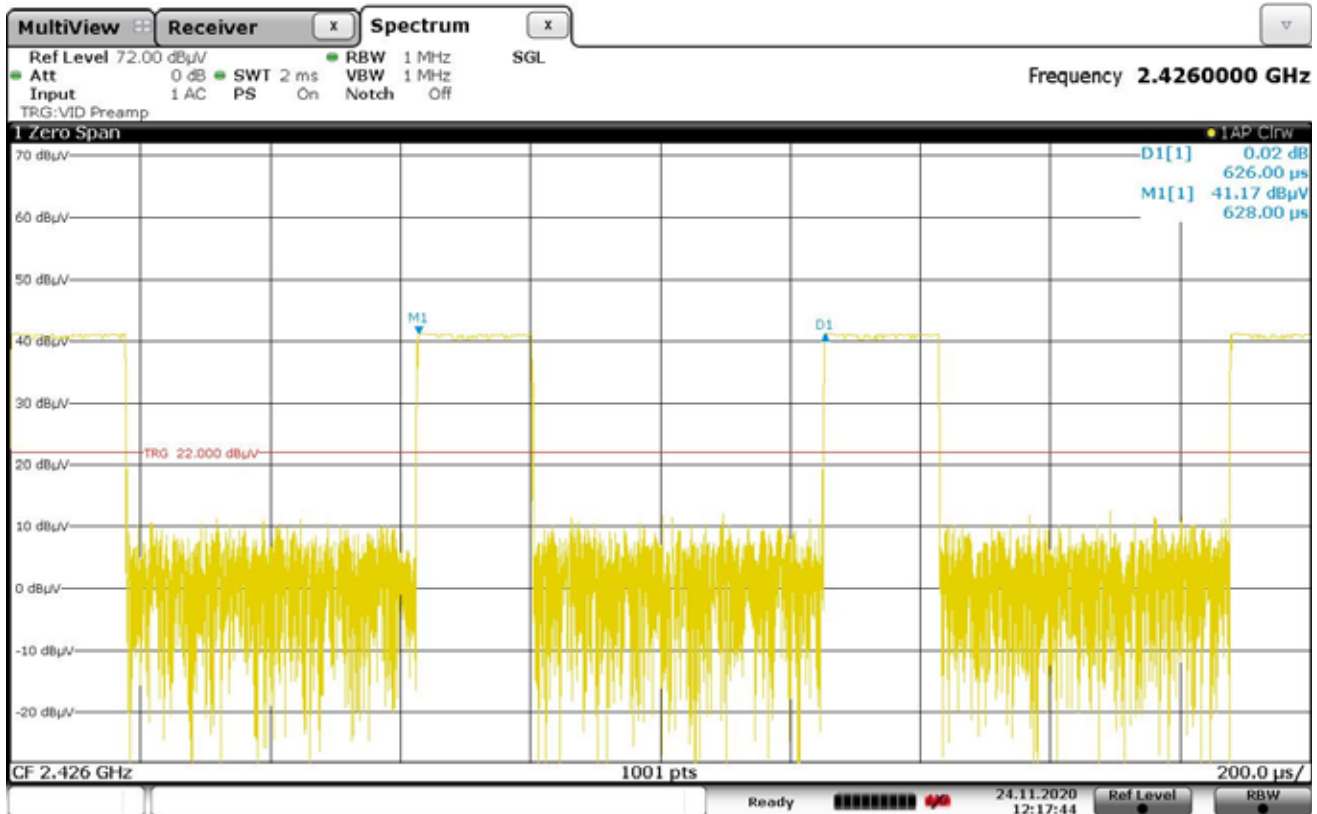 MultiView Receiver x Spectrum x
Ref Level 72.00 dBµV RBW 1 MHz SGL
Att 0 dB SWT 2 ms VBW 1 MHz Frequency 2.4260000 GHz
Input 1 AC PS On Notch Off
TRG:VID Preamp
1 Zero Span 1AP Clrw
70 dBµV D1[1] 0.02 dB
626.00 µs
M1[1] 41.17 dBµV
60 dBµV 628.00 µs
50 dBµV
M1
D1
40 dBµV
30 dBµV
TRG 22.000 dBµV
20 dBµV
10 dBµV
0 dBµV
-10 dBµV
-20 dBµV
CF 2.426 GHz 1001 pts 200.0 µs/
Ready 24.11.2020 Ref Level RBW
12:17:44